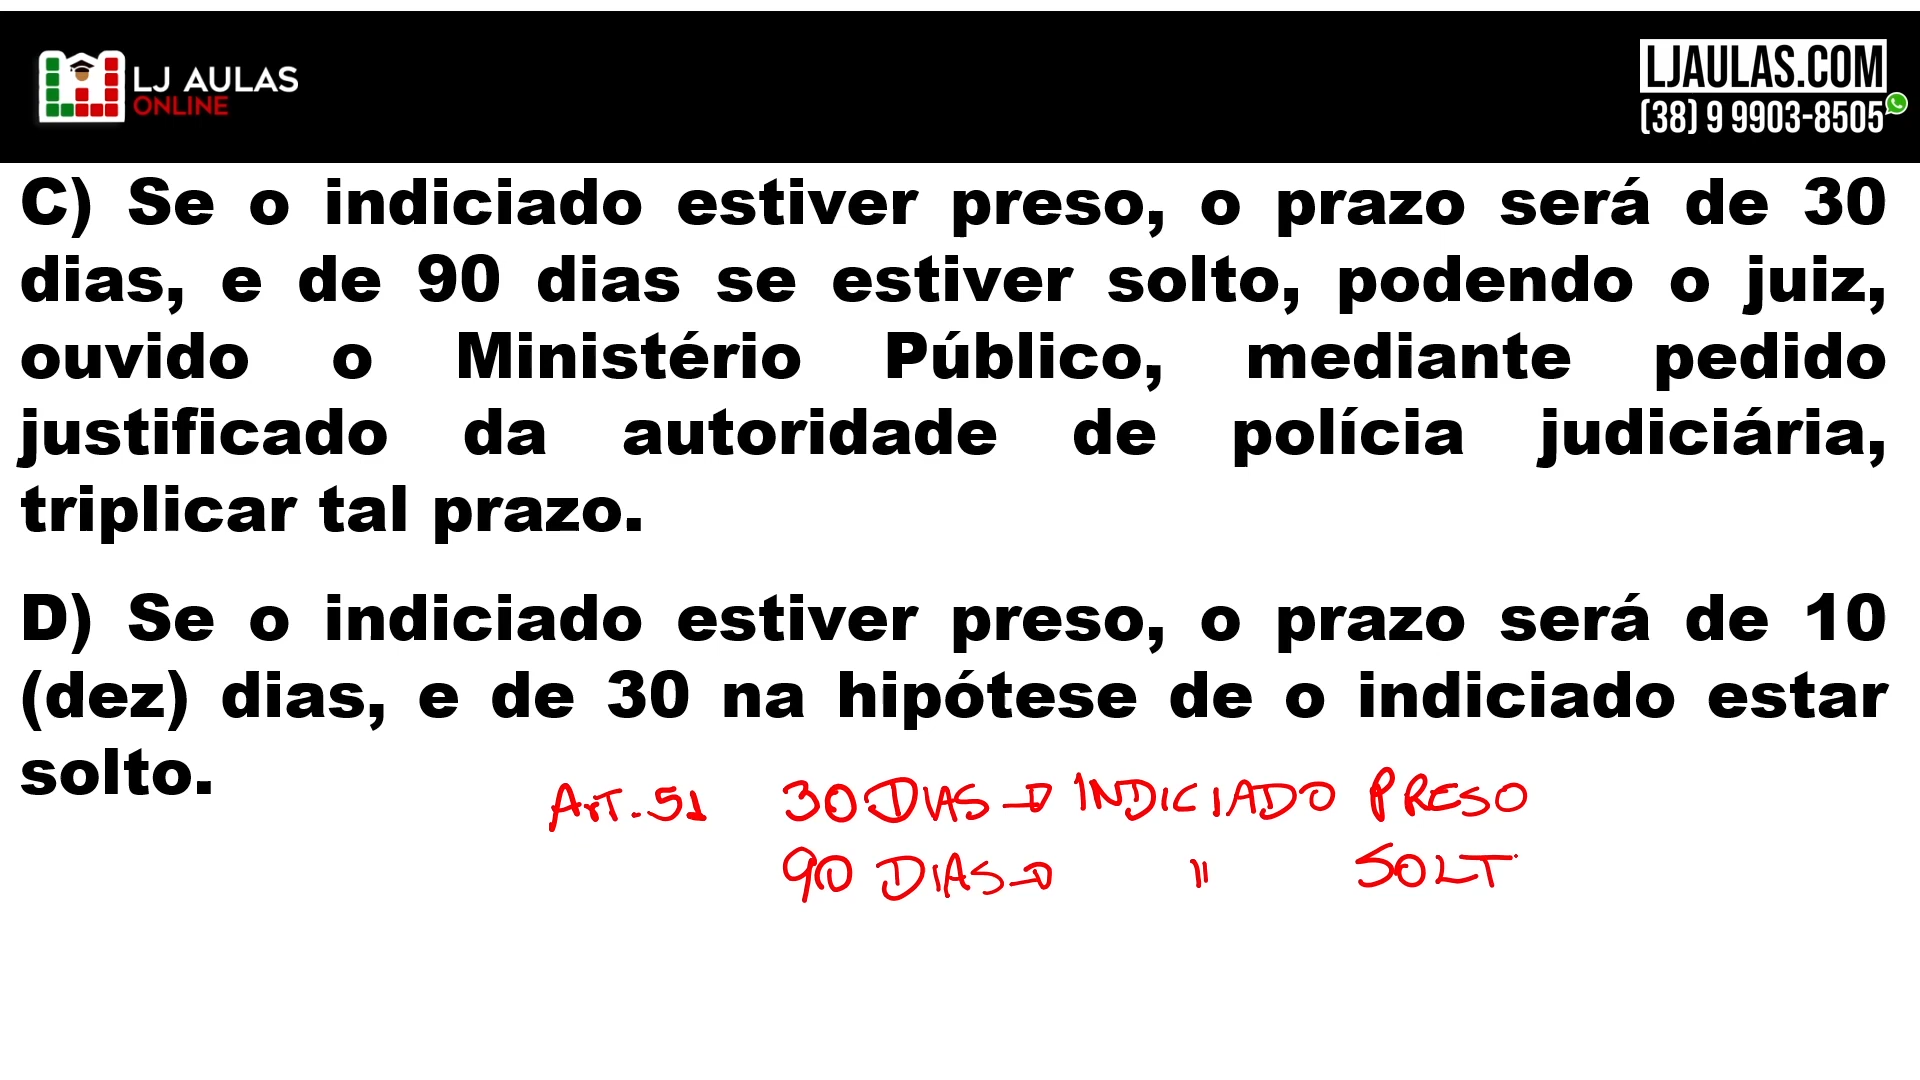 LJ AULAS
ONLINE
LJAULAS.COM
(38) 9 9903-8505
C) Se o indiciado estiver preso, o prazo será de 30
dias, e de 90 dias se estiver solto, podendo o juiz,
ouvido o Ministério Público, mediante pedido
justificado da autoridade de polícia judiciária,
triplicar tal prazo.
D) Se o indiciado estiver preso, o prazo será de 10
(dez) dias, e de 30 na hipótese de o indiciado estar
solto.
ArT. 51 30 DIAS → INDICIADO PRESO
90 DIAS → " SOLT